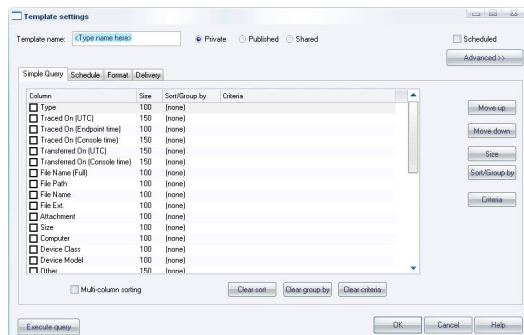 Template settings
Template name: <Type name here> Private Published Shared Scheduled
Advanced >>
Simple Query Schedule Format Delivery
Column Size Sort/Group by Criteria
Type 100 (none)
Traced On (UTC) 150 (none)
Traced On (Endpoint time) 100 (none)
Traced On (Console time) 150 (none)
Transferred On (UTC) 100 (none)
Transferred On (Console time) 150 (none)
File Name (Full) 100 (none)
File Path 100 (none)
File Name 100 (none)
File Ext. 100 (none)
Attachment 100 (none)
Size 100 (none)
Computer 100 (none)
Device Class 100 (none)
Device Model 100 (none)
Other 150 (none)
Move up
Move down
Size
Sort/Group by
Criteria
Multi-column sorting Clear sort Clear group by Clear criteria
Execute query OK Cancel Help